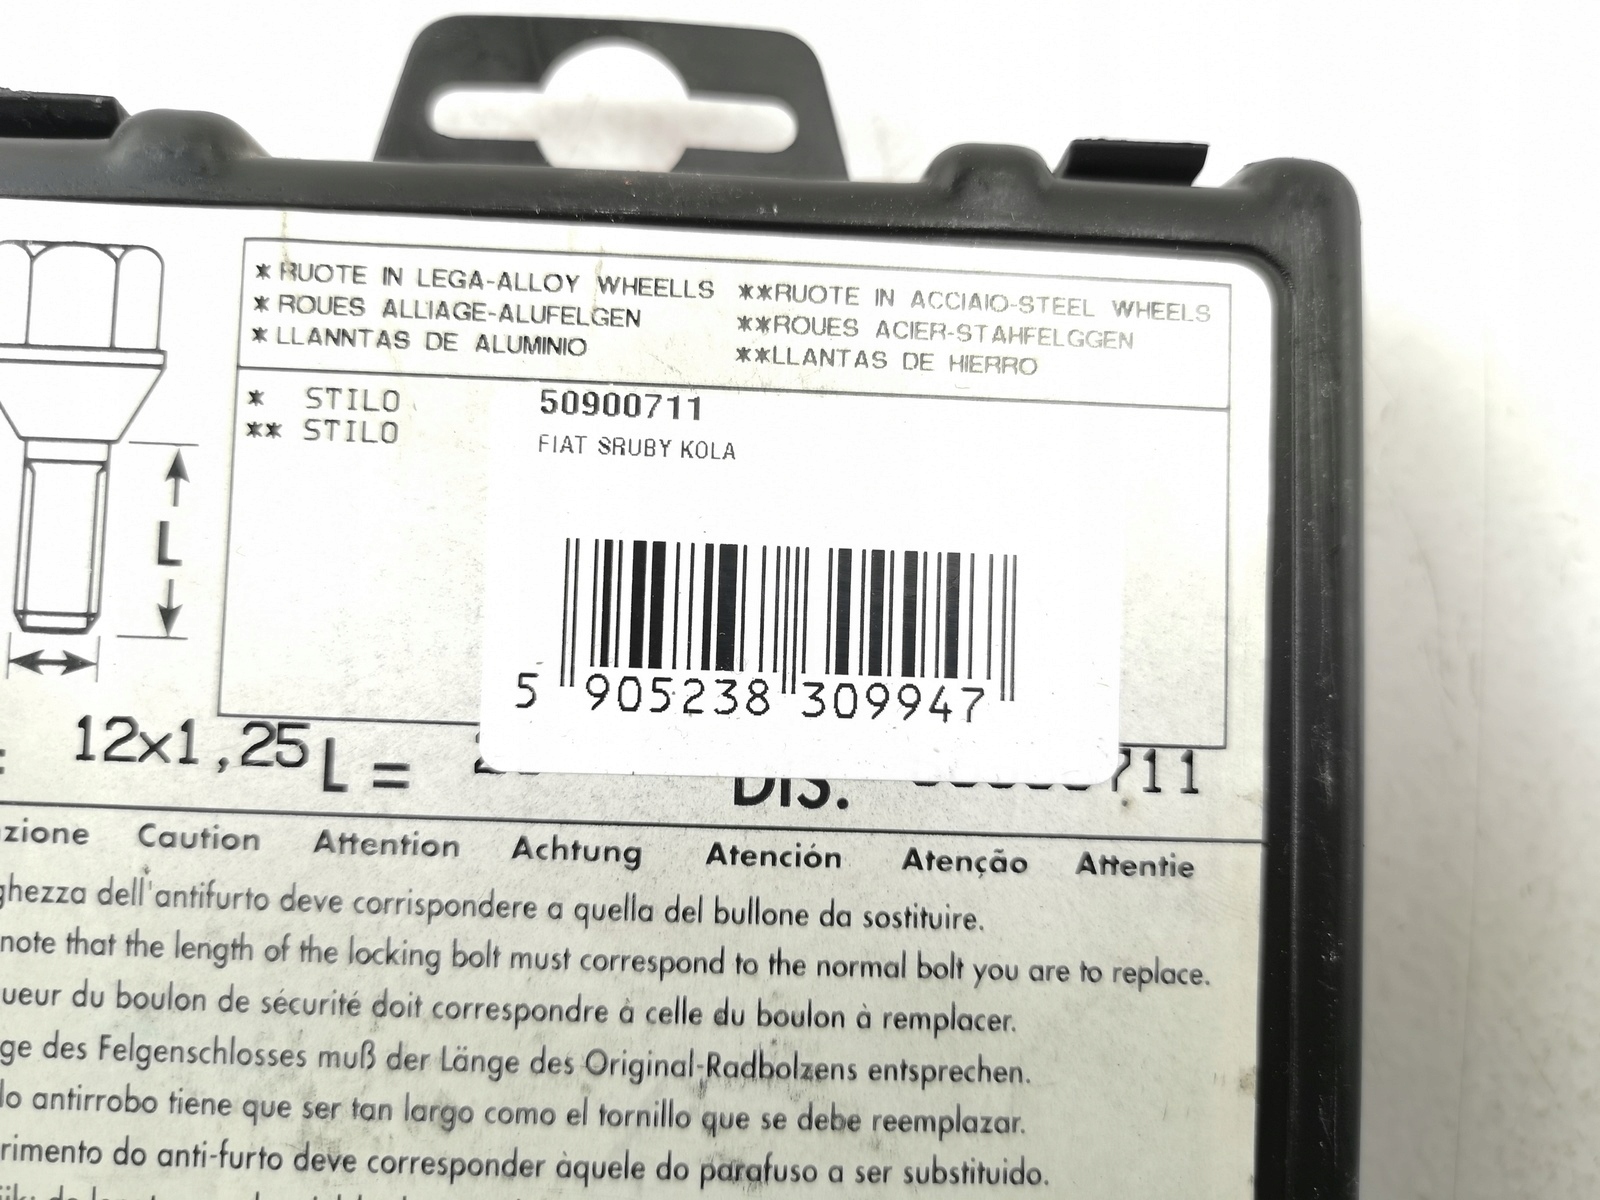 * RUOTE IN LEGA-ALLOY WHEELLS
* ROUES ALLIAGE-ALUFELGEN
* LLANNTAS DE ALUMINIO
**RUOTE IN ACCIAIO-STEEL WHEELS
**ROUES ACIER-STAHFELGGEN
**LLANTAS DE HIERRO
* STILO
** STILO
50900711
FIAT SRUBY KOLA
5 905238 309947
L
12x1,25 L = DIS. 711
zione Caution Attention Achtung Atención Atenção Attentie
ghezza dell'antifurto deve corrispondere a quella del bullone da sostituire.
note that the length of the locking bolt must correspond to the normal bolt you are to replace.
ueur du boulon de sécurité doit correspondre à celle du boulon à remplacer.
ge des Felgenschlosses muß der Länge des Original-Radbolzens entsprechen.
lo antirrobo tiene que ser tan largo como el tornillo que se debe reemplazar.
rimento do anti-furto deve corresponder àquele do parafuso a ser substituido.